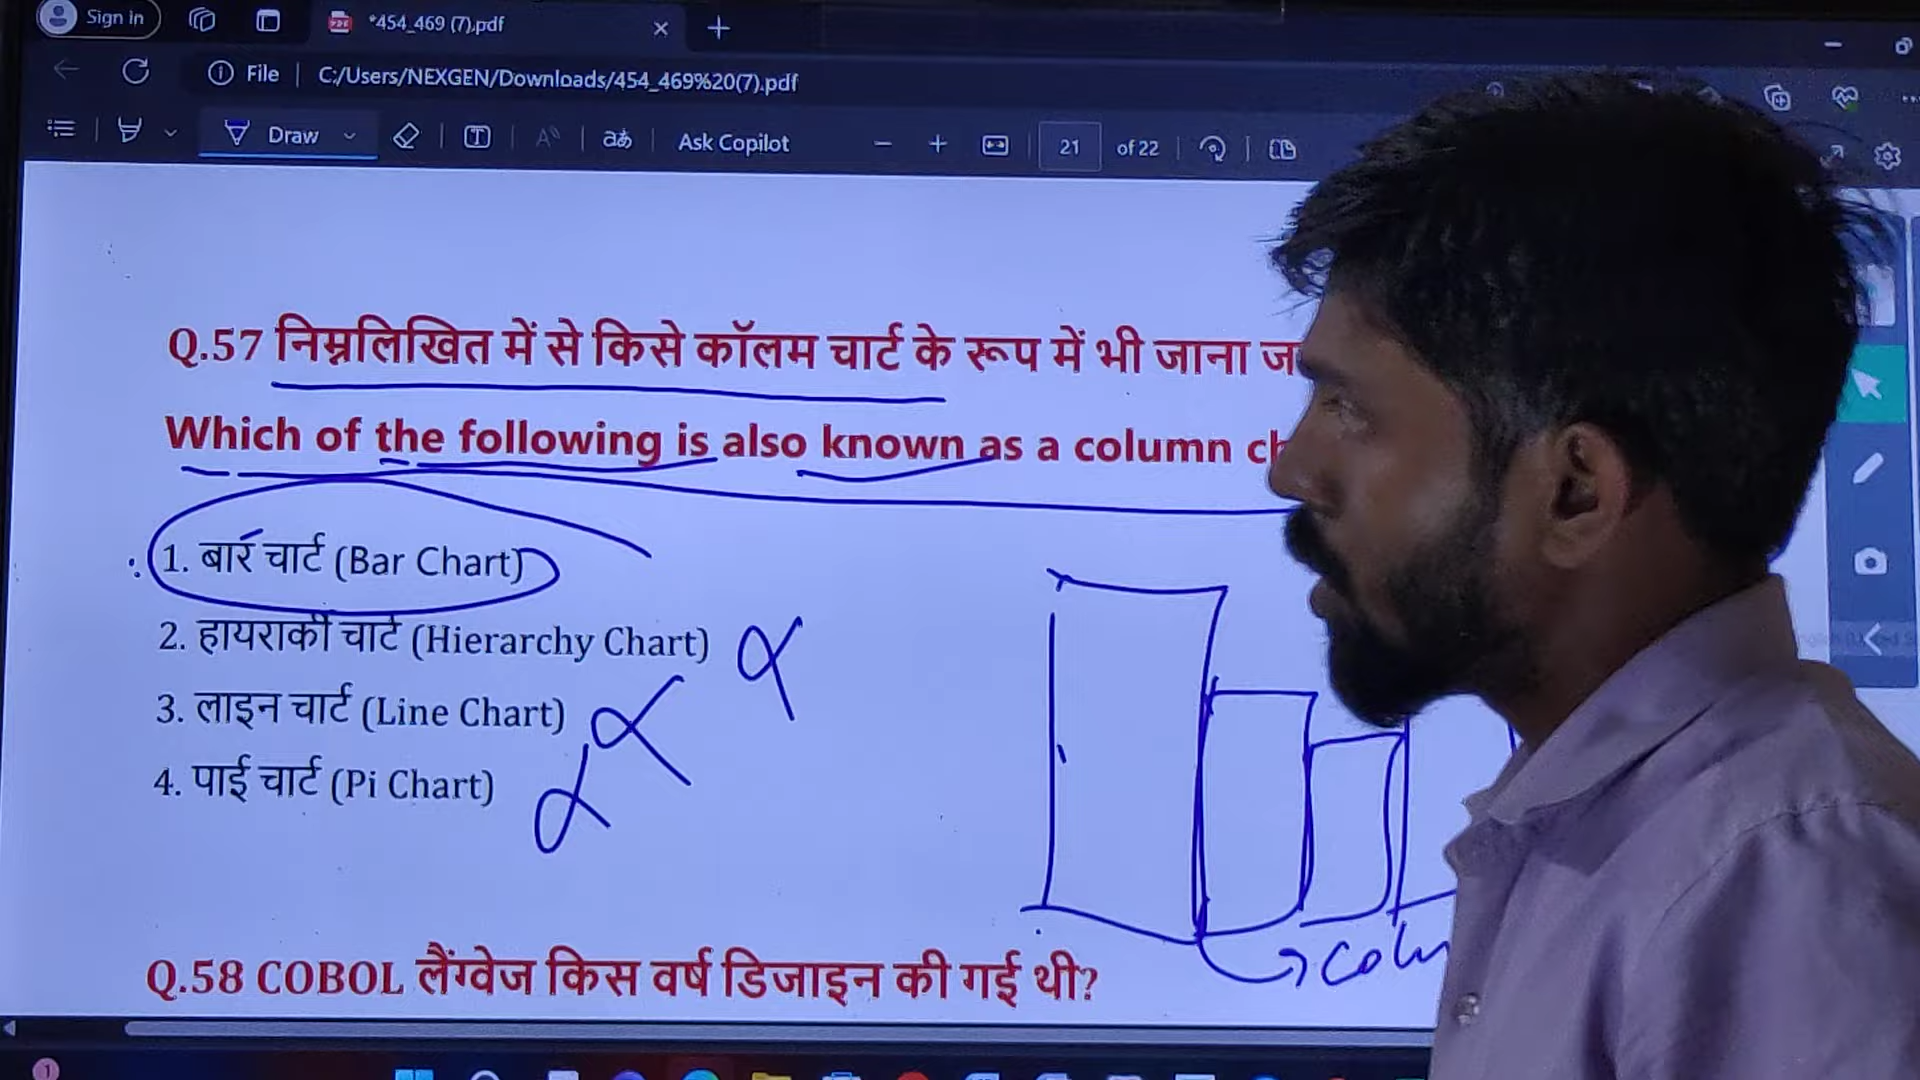 Sign in
*454_469 (7).pdf
File
C:/Users/NEXGEN/Downloads/454_469%20(7).pdf
Draw
Ask Copilot
21 of 22
Q.57 निम्नलिखित में से किसे कॉलम चार्ट के रूप में भी जाना
Which of the following is also known as a column
1. बार चार्ट (Bar Chart)
2. हायरार्की चार्ट (Hierarchy Chart)
3. लाइन चार्ट (Line Chart)
4. पाई चार्ट (Pi Chart)
Colu
Q.58 COBOL लैंग्वेज किस वर्ष डिजाइन की गई थी?
1